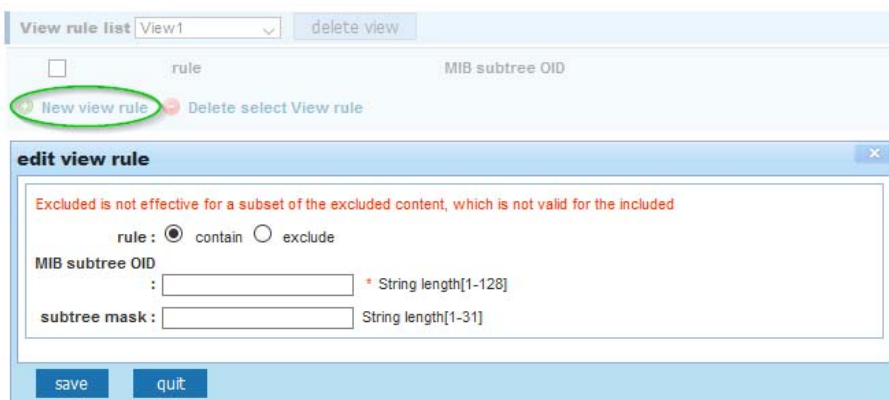 View rule list View1 delete view
rule MIB subtree OID
New view rule Delete select View rule
edit view rule
Excluded is not effective for a subset of the excluded content, which is not valid for the included
rule : contain exclude
MIB subtree OID
: * String length[1-128]
subtree mask : String length[1-31]
save quit